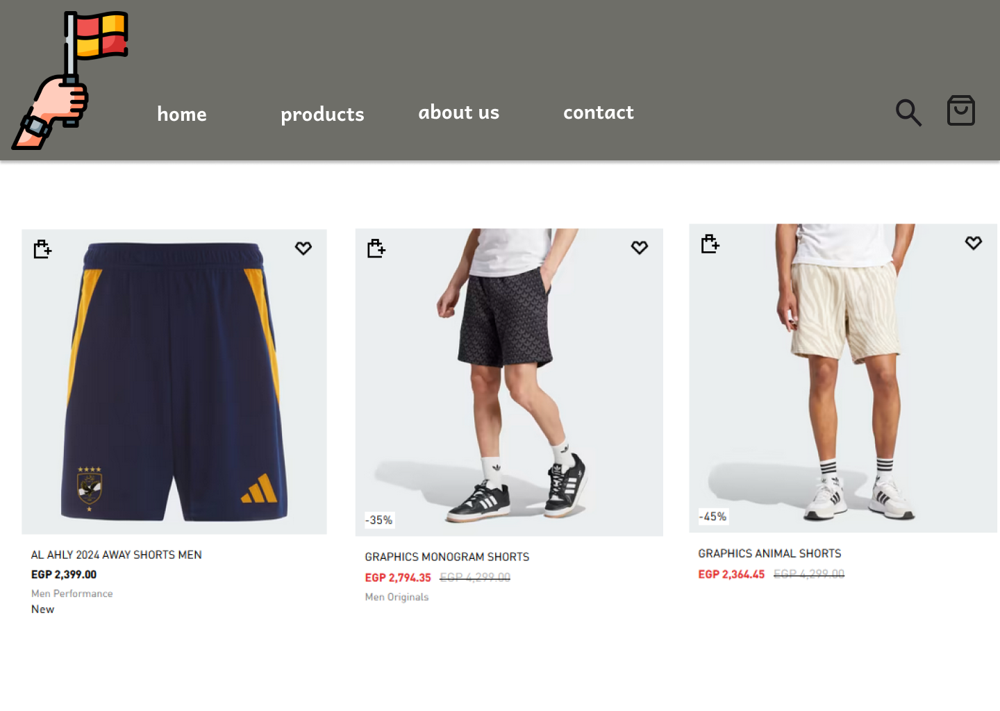 home
products
about us
contact
-35%
-45%
AL AHLY 2024 AWAY SHORTS MEN
EGP 2,399.00
Men Performance
New
GRAPHICS MONOGRAM SHORTS
EGP 2,794.35 EGP 4,299.00
Men Originals
GRAPHICS ANIMAL SHORTS
EGP 2,364.45 EGP 4,299.00